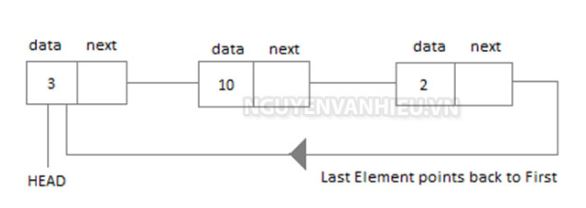 data next
data next
data next
3
10
2
NGUYENVANHIEU.VN
HEAD
Last Element points back to First